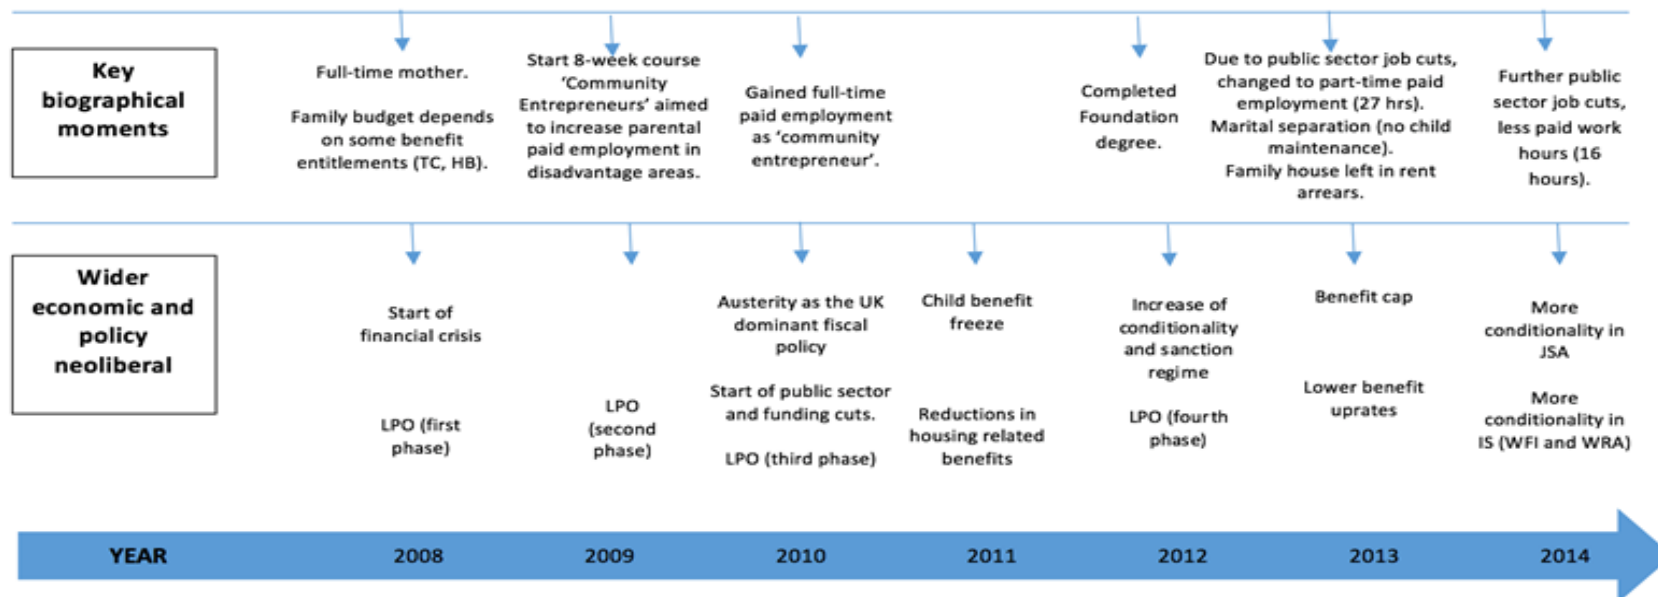 Key
biographical
moments
Full-time mother.
Family budget depends
on some benefit
entitlements (TC, HB).
Start 8-week course
‘Community
Entrepreneurs’ aimed
to increase parental
paid employment in
disadvantage areas.
Gained full-time
paid employment
as ‘community
entrepreneur’.
Completed
Foundation
degree.
Due to public sector job cuts,
changed to part-time paid
employment (27 hrs).
Marital separation (no child
maintenance).
Family house left in rent
arrears.
Further public
sector job cuts,
less paid work
hours (16
hours).
Wider
economic and
policy
neoliberal
Start of
financial crisis
LPO (first
phase)
LPO
(second
phase)
Austerity as the UK
dominant fiscal
policy
Start of public sector
and funding cuts.
LPO (third phase)
Child benefit
freeze
Reductions in
housing related
benefits
Increase of
conditionality
and sanction
regime
LPO (fourth
phase)
Benefit cap
Lower benefit
uprates
More
conditionality in
JSA
More
conditionality in
IS (WFI and WRA)
YEAR 2008 2009 2010 2011 2012 2013 2014